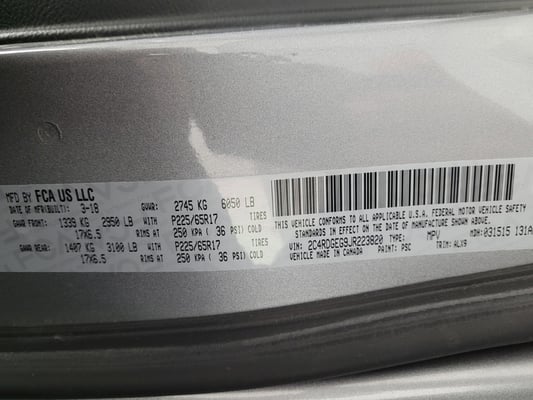 MFD BY FCA US LLC
DATE OF MFR(BUILT): 3-18 GVWR: 2745 KG 6050 LB
GAWR FRONT: 1339 KG 2950 LB WITH P225/65R17 TIRES
17X6.5 RIMS AT 250 KPA ( 36 PSI) COLD
GAWR REAR: 1407 KG 3100 LB WITH P225/65R17 TIRES
17X6.5 RIMS AT 250 KPA ( 36 PSI) COLD
THIS VEHICLE CONFORMS TO ALL APPLICABLE U.S.A. FEDERAL MOTOR VEHICLE SAFETY
STANDARDS IN EFFECT ON THE DATE OF MANUFACTURE SHOWN ABOVE.
VIN: 2C4RDGEG9JR223820 TYPE: MPV MDH: 031515 131A
VEHICLE MADE IN CANADA PAINT: PSC TRIM: ALX9